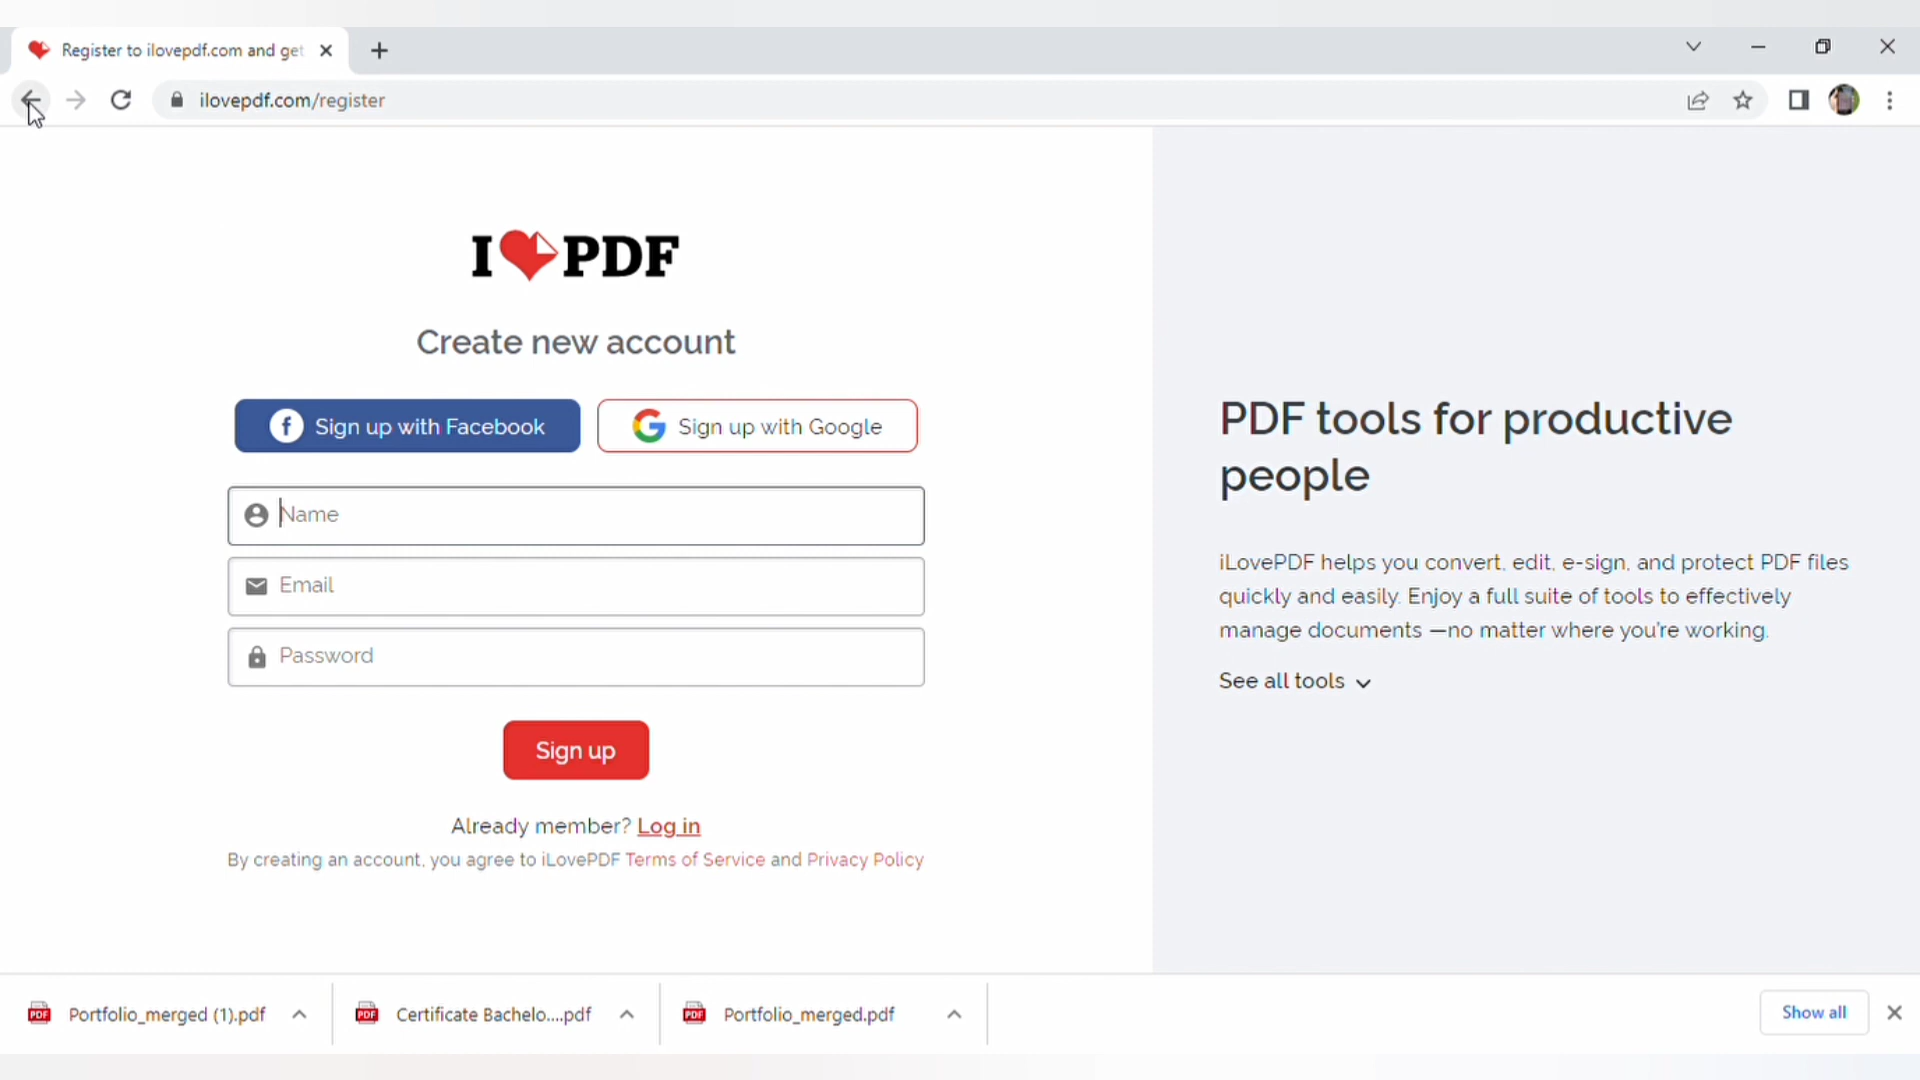 Register to ilovepdf.com and get
ilovepdf.com/register
I PDF
Create new account
Sign up with Facebook
Sign up with Google
Name
Email
Password
Sign up
Already member? Log in
By creating an account, you agree to iLovePDF Terms of Service and Privacy Policy
PDF tools for productive
people
iLovePDF helps you convert, edit, e-sign, and protect PDF files
quickly and easily. Enjoy a full suite of tools to effectively
manage documents —no matter where you're working.
See all tools
PDF Portfolio_merged (1).pdf
PDF Certificate Bachelo....pdf
PDF Portfolio_merged.pdf
Show all